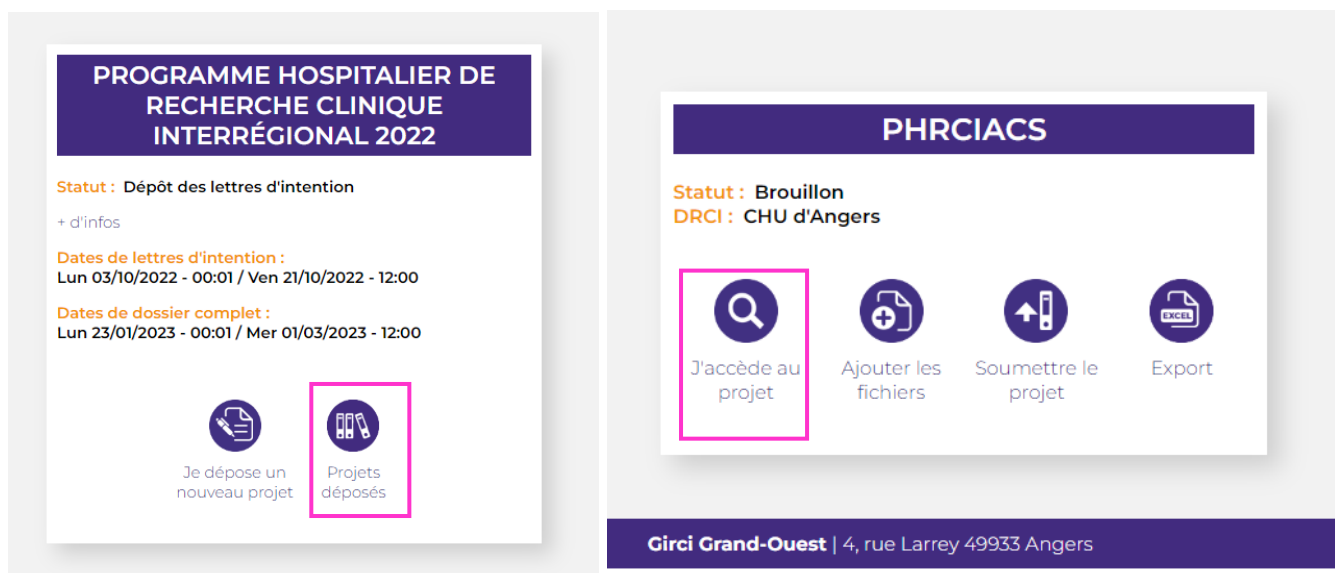 PROGRAMME HOSPITALIER DE
RECHERCHE CLINIQUE
INTERRÉGIONAL 2022
Statut : Dépôt des lettres d'intention
+ d'infos
Dates de lettres d'intention :
Lun 03/10/2022 - 00:01 / Ven 21/10/2022 - 12:00
Dates de dossier complet :
Lun 23/01/2023 - 00:01 / Mer 01/03/2023 - 12:00
Je dépose un
nouveau projet
Projets
déposés
PHRCIACS
Statut : Brouillon
DRCI : CHU d'Angers
J'accède au
projet
Ajouter les
fichiers
Soumettre le
projet
EXCEL
Export
Girci Grand-Ouest | 4, rue Larrey 49933 Angers